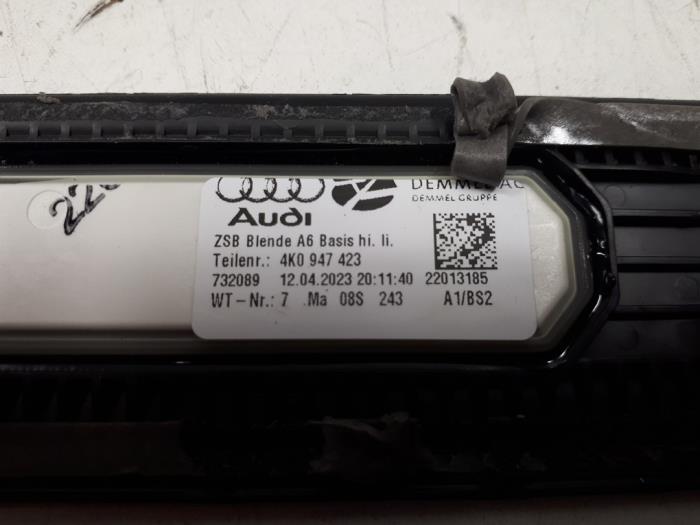 DEMMEL AG
DEMMEL GRUPPE
Audi
ZSB Blende A6 Basis hi. li.
Teilenr.: 4K0 947 423
732089 12.04.2023 20:11:40 22013185
WT-Nr.: 7 Ma 08S 243 A1/BS2